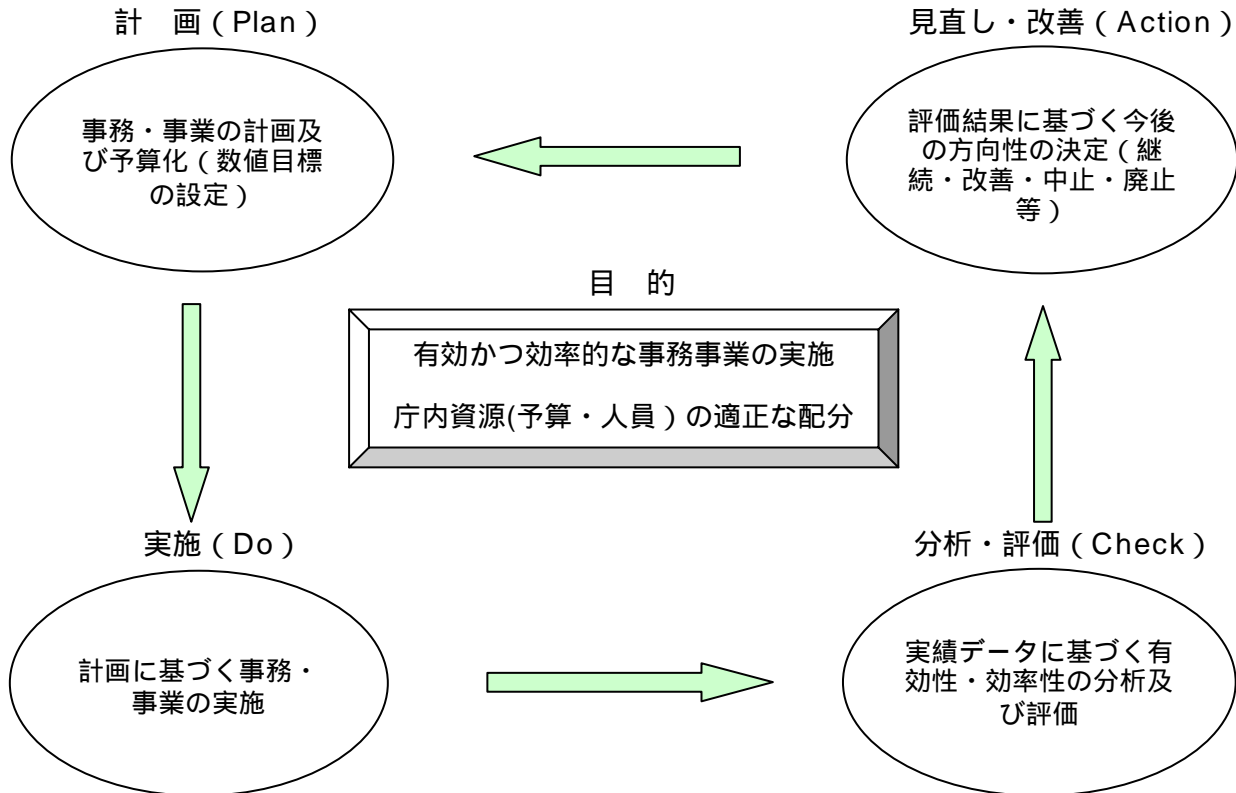 計　画（Plan）
事務・事業の計画及
び予算化（数値目標
の設定）
見直し・改善（Action）
評価結果に基づく今後
の方向性の決定（継
続・改善・中止・廃止
等）
目　的
有効かつ効率的な事務事業の実施
庁内資源(予算・人員）の適正な配分
実施（Do）
計画に基づく事務・
事業の実施
分析・評価（Check）
実績データに基づく有
効性・効率性の分析及
び評価